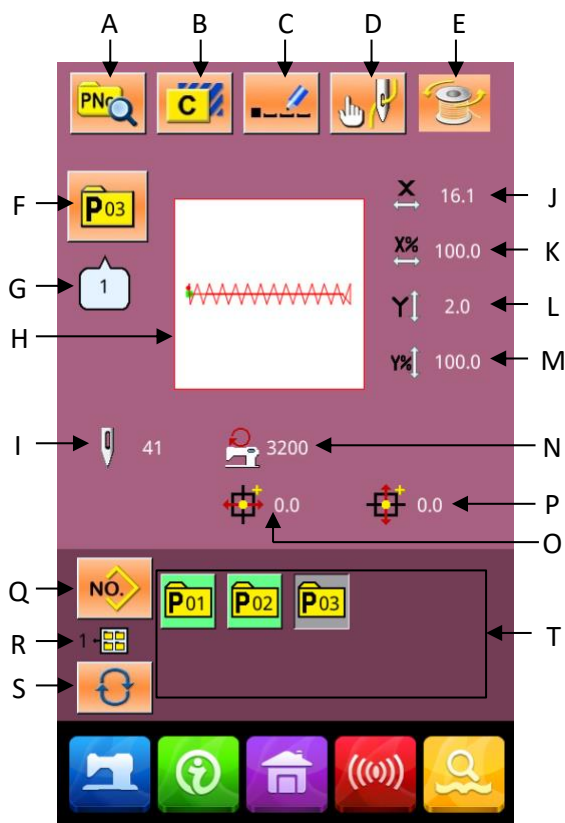 A B C D E
PNo
C
F P03 X 16.1 J
X% 100.0 K
G 1
Y 2.0 L
H
Y% 100.0 M
I 41 3200 N
0.0 0.0 P
O
Q NO. P01 P02 P03
R 1
T
S